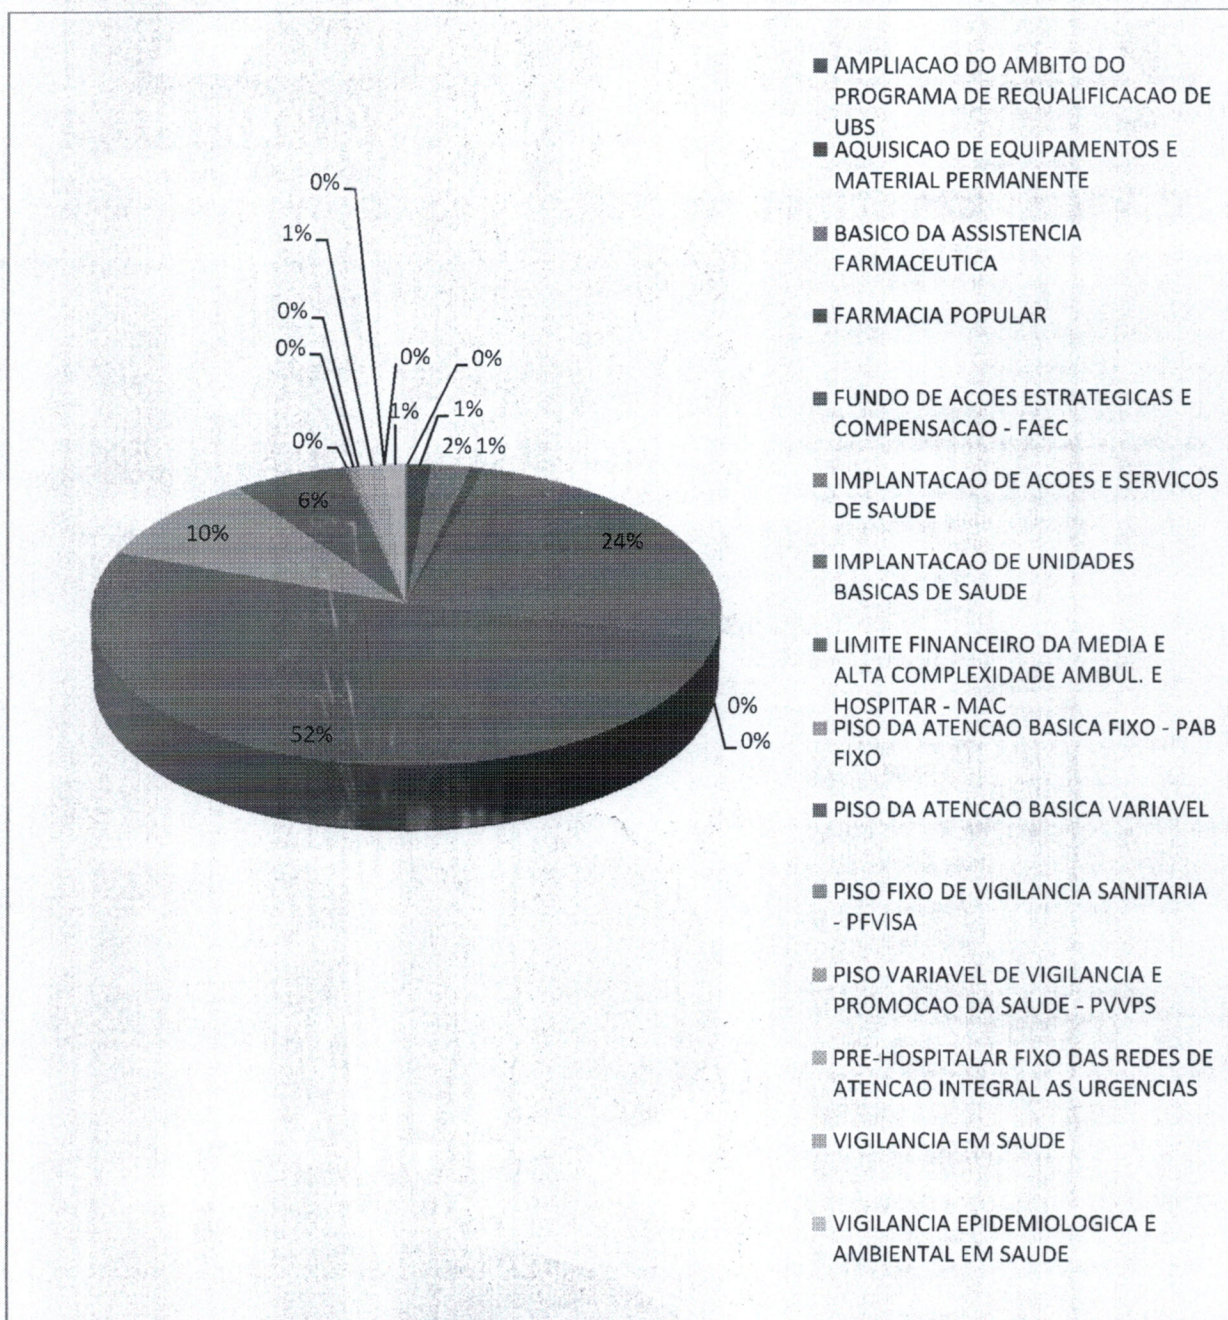 0%
1%
0%
0%
0%
0%
1%
0%
1%
2%
1%
6%
10%
24%
52%
0%
0%
AMPLIACAO DO AMBITO DO
PROGRAMA DE REQUALIFICACAO DE
UBS
AQUISICAO DE EQUIPAMENTOS E
MATERIAL PERMANENTE
BASICO DA ASSISTENCIA
FARMACEUTICA
FARMACIA POPULAR
FUNDO DE ACOES ESTRATEGICAS E
COMPENSACAO - FAEC
IMPLANTACAO DE ACOES E SERVICOS
DE SAUDE
IMPLANTACAO DE UNIDADES
BASICAS DE SAUDE
LIMITE FINANCEIRO DA MEDIA E
ALTA COMPLEXIDADE AMBUL. E
HOSPITAR - MAC
PISO DA ATENCAO BASICA FIXO - PAB
FIXO
PISO DA ATENCAO BASICA VARIAVEL
PISO FIXO DE VIGILANCIA SANITARIA
- PFVISA
PISO VARIAVEL DE VIGILANCIA E
PROMOCAO DA SAUDE - PVVPS
PRE-HOSPITALAR FIXO DAS REDES DE
ATENCAO INTEGRAL AS URGENCIAS
VIGILANCIA EM SAUDE
VIGILANCIA EPIDEMIOLOGICA E
AMBIENTAL EM SAUDE